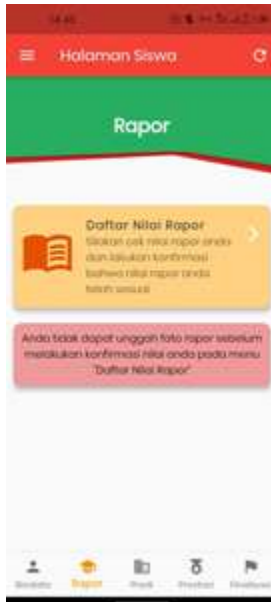 Halaman Siswa
Rapor
Daftar Nilai Rapor
Silakan cek nilai rapor anda
dan lakukan konfirmasi
bahwa nilai rapor anda
telah sesuai
Anda tidak dapat unggah foto rapor sebelum
melakukan konfirmasi nilai anda pada menu
"Daftar Nilai Rapor"
Biodata Rapor Prodi Prestasi Finalisasi